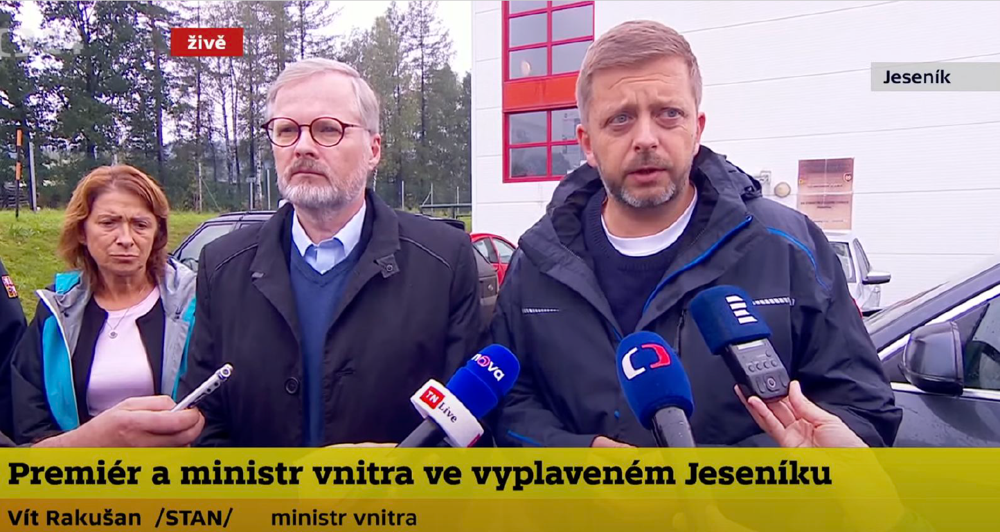 živě
Jeseník
nova
TN
Live
Premiér a ministr vnitra ve vyplaveném Jeseníku
Vít Rakušan /STAN/ ministr vnitra